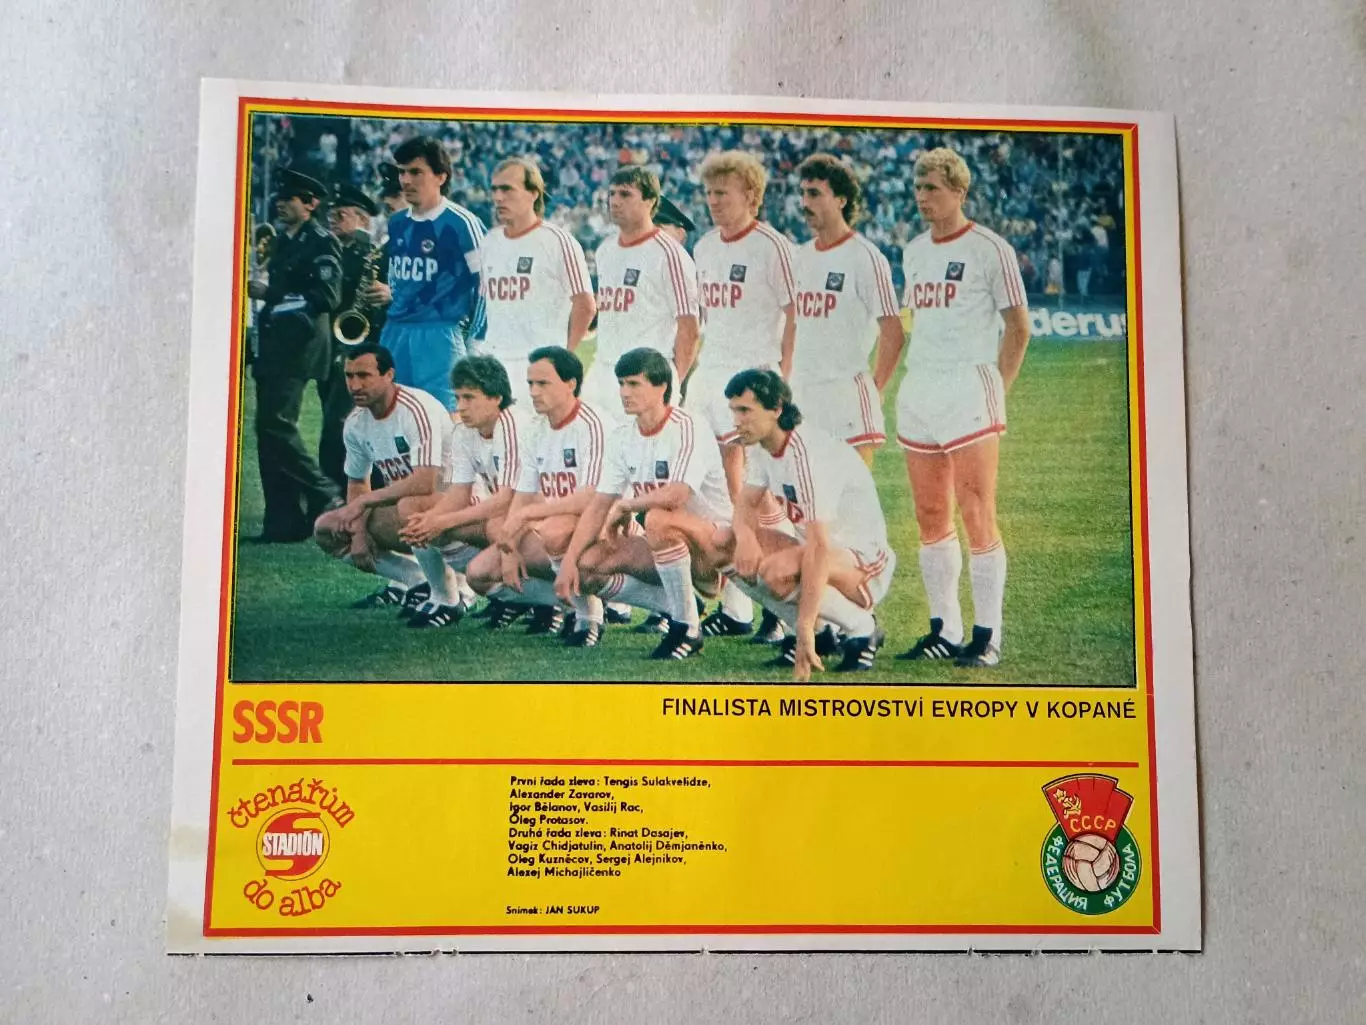 CCCP
CCCP
CCCP
CCCP
CCCP
CCCP
CCCP
CCCP
derus
SSSR
FINALISTA MISTROVSTVÍ EVROPY V KOPANÉ
čtenářům
STADIÓN
do alba
První řada zleva: Tengis Sulakvelidze,
Alexander Zavarov,
Igor Bělanov, Vasilij Rac,
Oleg Protasov.
Druhá řada zleva: Rinat Dasajev,
Vagiz Chidjatulin, Anatolij Děmjaněnko,
Oleg Kuzněcov, Sergej Alejnikov,
Alexej Michajličenko
Snímek: JAN SUKUP
СССР
ФЕДЕРАЦИЯ ФУТБОЛА